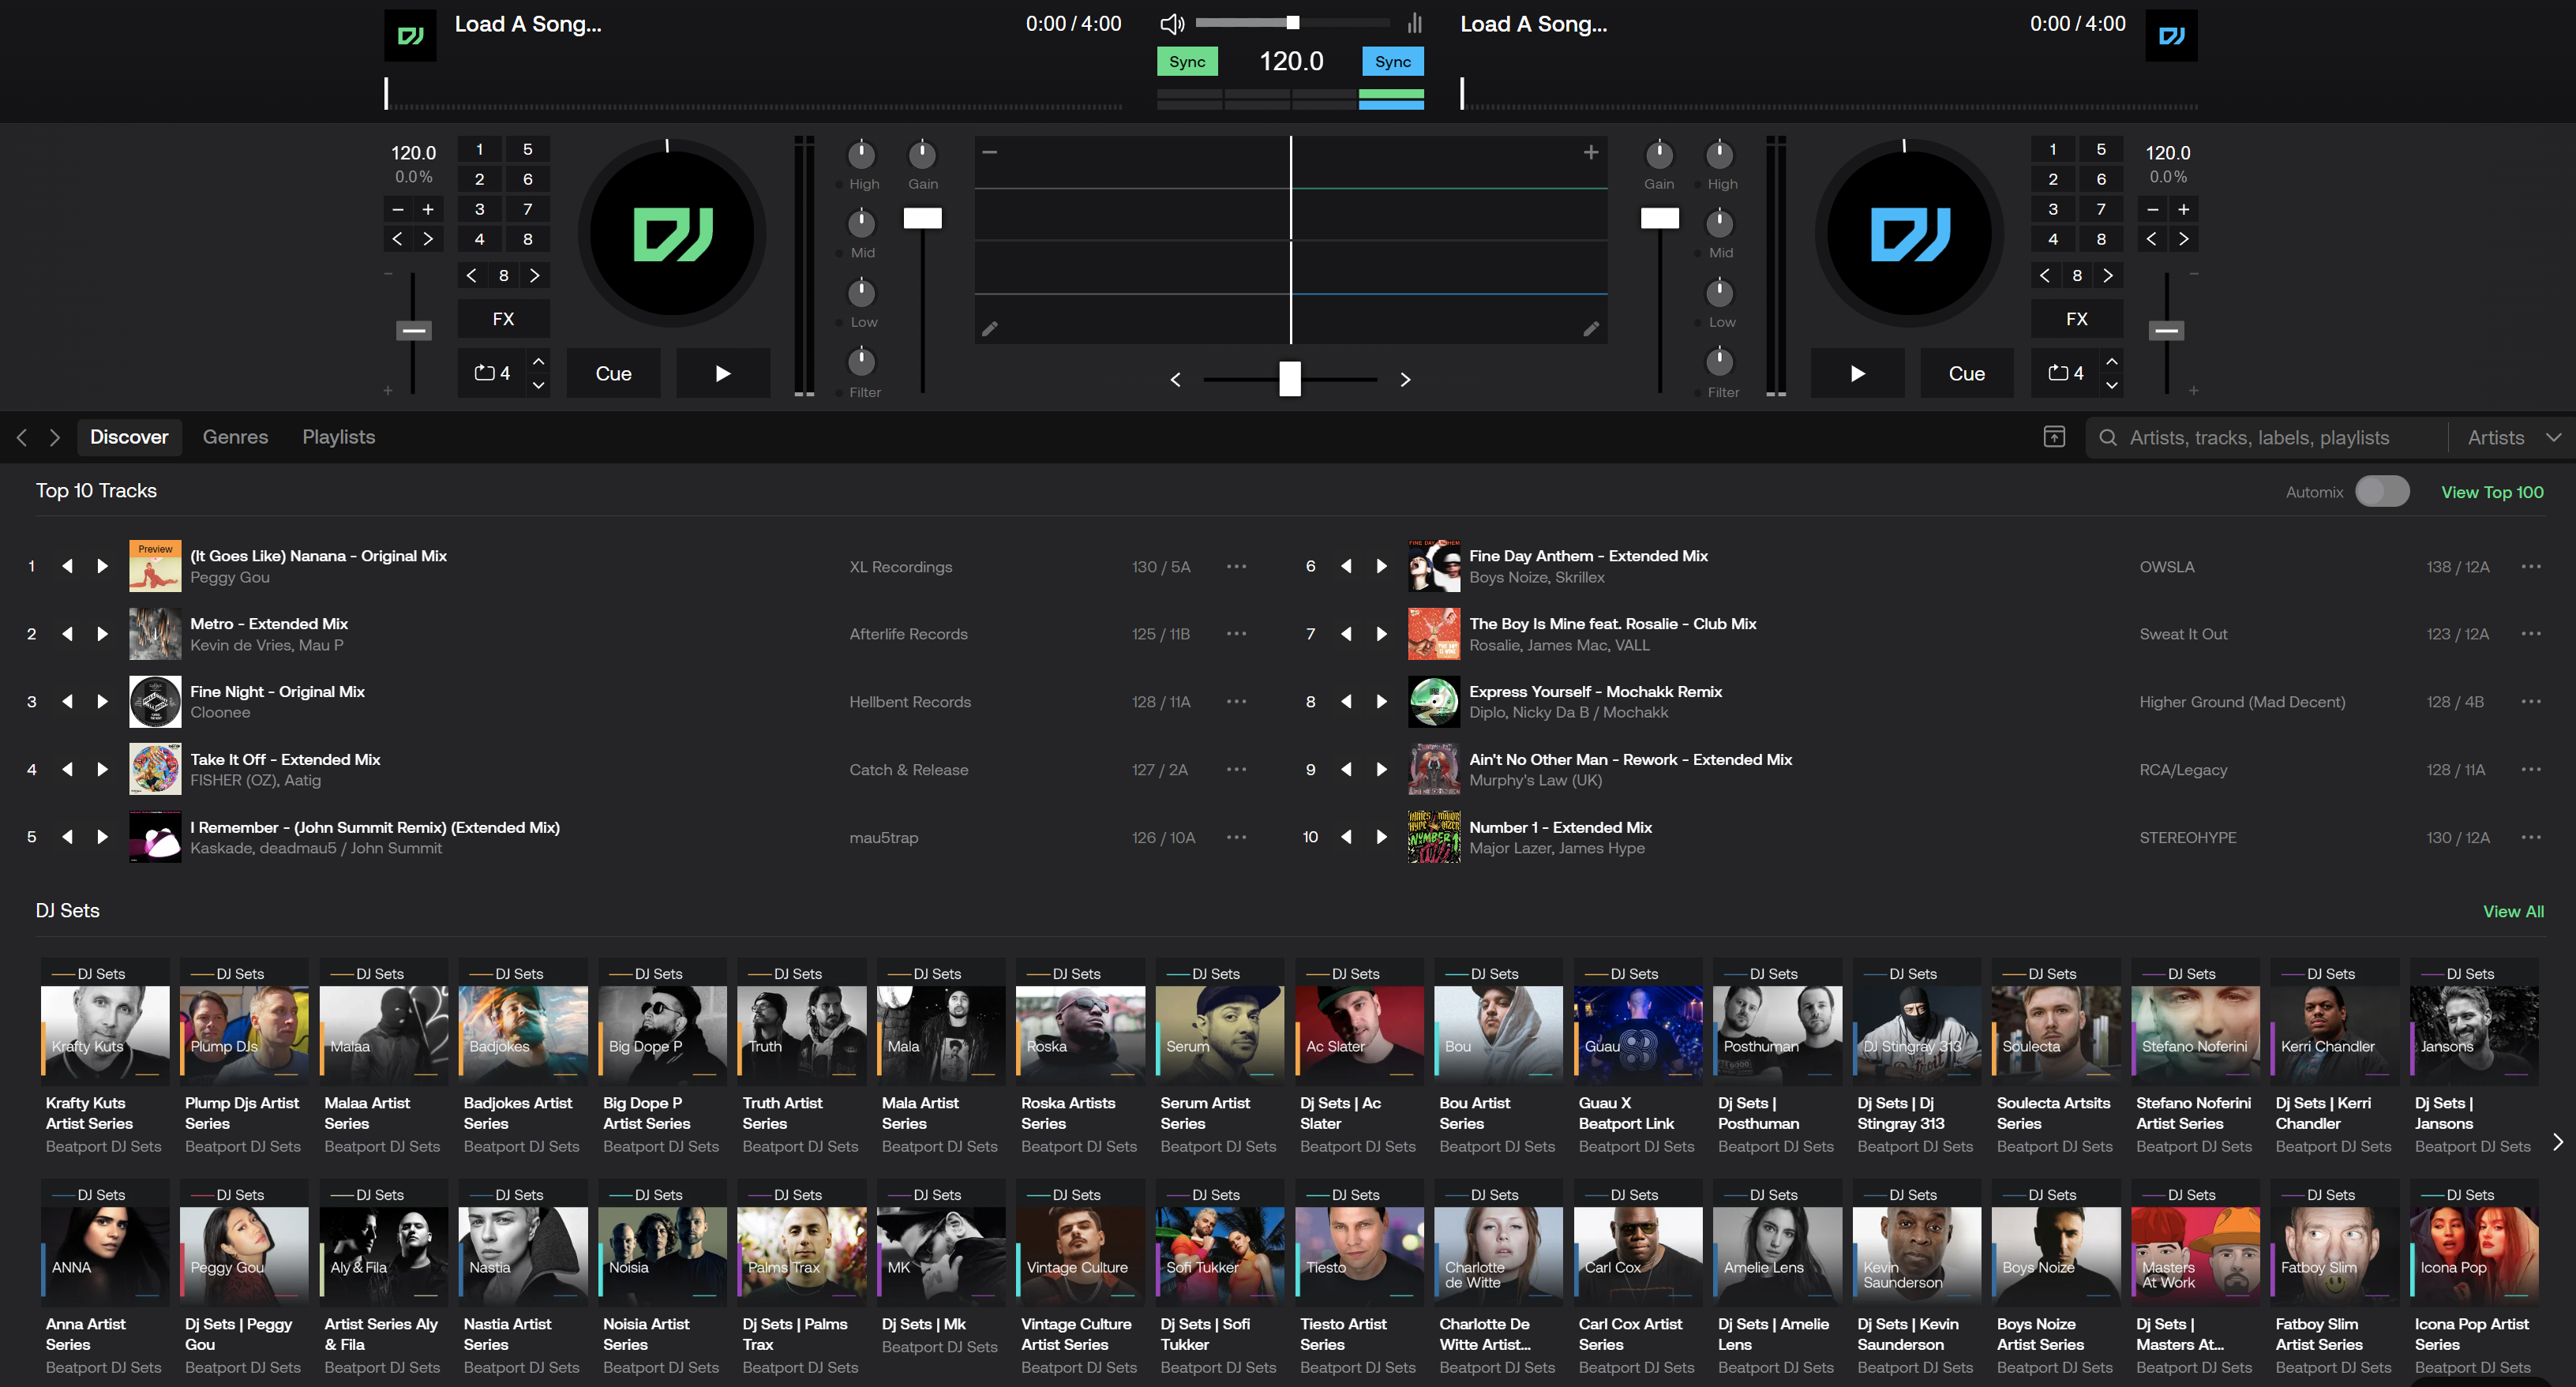 Load A Song...
0:00 / 4:00
Load A Song...
0:00 / 4:00
Sync
120.0
Sync
120.0
0.0%
1 5
2 6
3 7
4 8
8
FX
4
Cue
High
Gain
Mid
Low
Filter
Gain
High
Mid
Low
Filter
1 5
2 6
3 7
4 8
8
FX
Cue
4
120.0
0.0%
Discover Genres Playlists
Artists, tracks, labels, playlists
Artists
Top 10 Tracks
Automix
View Top 100
1
Preview
(It Goes Like) Nanana - Original Mix
Peggy Gou
XL Recordings
130 / 5A
2
Metro - Extended Mix
Kevin de Vries, Mau P
Afterlife Records
125 / 11B
3
Fine Night - Original Mix
Cloonee
Hellbent Records
128 / 11A
4
Take It Off - Extended Mix
FISHER (OZ), Aatig
Catch & Release
127 / 2A
5
I Remember - (John Summit Remix) (Extended Mix)
Kaskade, deadmau5 / John Summit
mau5trap
126 / 10A
6
Fine Day Anthem - Extended Mix
Boys Noize, Skrillex
OWSLA
138 / 12A
7
The Boy Is Mine feat. Rosalie - Club Mix
Rosalie, James Mac, VALL
Sweat It Out
123 / 12A
8
Express Yourself - Mochakk Remix
Diplo, Nicky Da B / Mochakk
Higher Ground (Mad Decent)
128 / 4B
9
Ain't No Other Man - Rework - Extended Mix
Murphy's Law (UK)
RCA/Legacy
128 / 11A
10
Number 1 - Extended Mix
Major Lazer, James Hype
STEREOHYPE
130 / 12A
DJ Sets
View All
DJ Sets
Krafty Kuts
Krafty Kuts
Artist Series
Beatport DJ Sets
DJ Sets
Plump DJs
Plump Djs Artist
Series
Beatport DJ Sets
DJ Sets
Malaa
Malaa Artist
Series
Beatport DJ Sets
DJ Sets
Badjokes
Badjokes Artist
Series
Beatport DJ Sets
DJ Sets
Big Dope P
Big Dope P
Artist Series
Beatport DJ Sets
DJ Sets
Truth
Truth Artist
Series
Beatport DJ Sets
DJ Sets
Mala
Mala Artist
Series
Beatport DJ Sets
DJ Sets
Roska
Roska Artists
Series
Beatport DJ Sets
DJ Sets
Serum
Serum Artist
Series
Beatport DJ Sets
DJ Sets
Ac Slater
Dj Sets | Ac
Slater
Beatport DJ Sets
DJ Sets
Bou
Bou Artist
Series
Beatport DJ Sets
DJ Sets
Guau
Guau X
Beatport Link
Beatport DJ Sets
DJ Sets
Posthuman
Dj Sets |
Posthuman
Beatport DJ Sets
DJ Sets
DJ Stingray 313
Dj Sets | Dj
Stingray 313
Beatport DJ Sets
DJ Sets
Soulecta
Soulecta Artsits
Series
Beatport DJ Sets
DJ Sets
Stefano Noferini
Stefano Noferini
Artist Series
Beatport DJ Sets
DJ Sets
Kerri Chandler
Dj Sets | Kerri
Chandler
Beatport DJ Sets
DJ Sets
Jansons
Dj Sets |
Jansons
Beatport DJ Sets
DJ Sets
ANNA
Anna Artist
Series
Beatport DJ Sets
DJ Sets
Peggy Gou
Dj Sets | Peggy
Gou
Beatport DJ Sets
DJ Sets
Aly & Fila
Artist Series Aly
& Fila
Beatport DJ Sets
DJ Sets
Nastia
Nastia Artist
Series
Beatport DJ Sets
DJ Sets
Noisia
Noisia Artist
Series
Beatport DJ Sets
DJ Sets
Palms Trax
Dj Sets | Palms
Trax
Beatport DJ Sets
DJ Sets
MK
Dj Sets | Mk
Beatport DJ Sets
DJ Sets
Vintage Culture
Vintage Culture
Artist Series
Beatport DJ Sets
DJ Sets
Sofi Tukker
Dj Sets | Sofi
Tukker
Beatport DJ Sets
DJ Sets
Tiesto
Tiesto Artist
Series
Beatport DJ Sets
DJ Sets
Charlotte
de Witte
Charlotte De
Witte Artist...
Beatport DJ Sets
DJ Sets
Carl Cox
Carl Cox Artist
Series
Beatport DJ Sets
DJ Sets
Amelie Lens
Dj Sets | Amelie
Lens
Beatport DJ Sets
DJ Sets
Kevin
Saunderson
Dj Sets | Kevin
Saunderson
Beatport DJ Sets
DJ Sets
Boys Noize
Boys Noize
Artist Series
Beatport DJ Sets
DJ Sets
Masters
At Work
Dj Sets |
Masters At...
Beatport DJ Sets
DJ Sets
Fatboy Slim
Fatboy Slim
Artist Series
Beatport DJ Sets
DJ Sets
Icona Pop
Icona Pop Artist
Series
Beatport DJ Sets